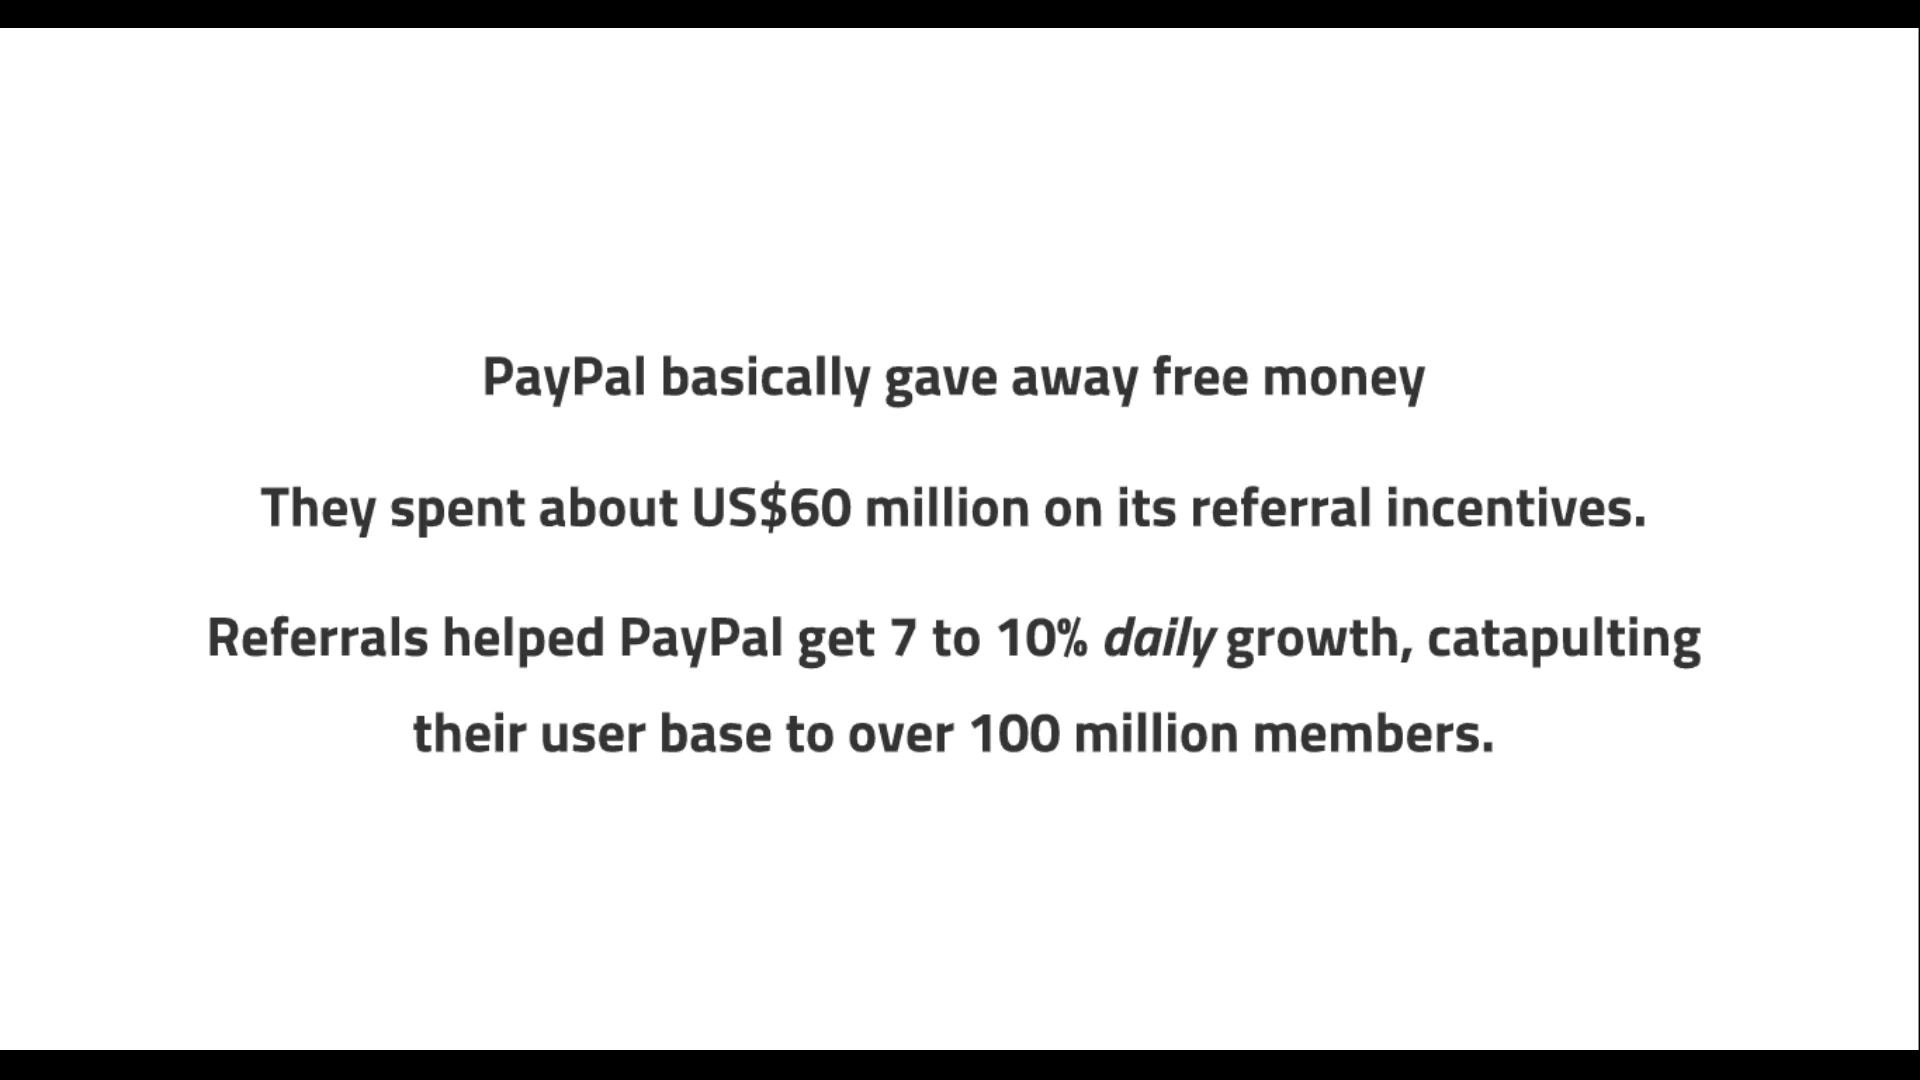 PayPal basically gave away free money
They spent about US$60 million on its referral incentives.
Referrals helped PayPal get 7 to 10% daily growth, catapulting
their user base to over 100 million members.